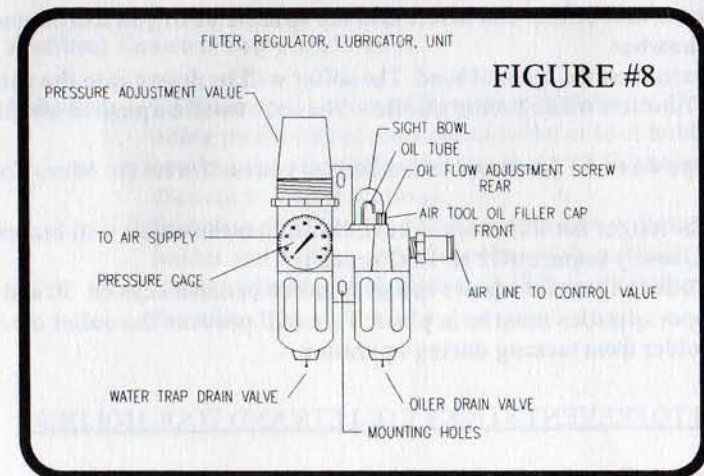 FILTER, REGULATOR, LUBRICATOR, UNIT
FIGURE #8
PRESSURE ADJUSTMENT VALUE
SIGHT BOWL
OIL TUBE
OIL FLOW ADJUSTMENT SCREW
REAR
AIR TOOL OIL FILLER CAP
FRONT
TO AIR SUPPLY
PRESSURE GAGE
AIR LINE TO CONTROL VALUE
WATER TRAP DRAIN VALVE
OILER DRAIN VALVE
MOUNTING HOLES